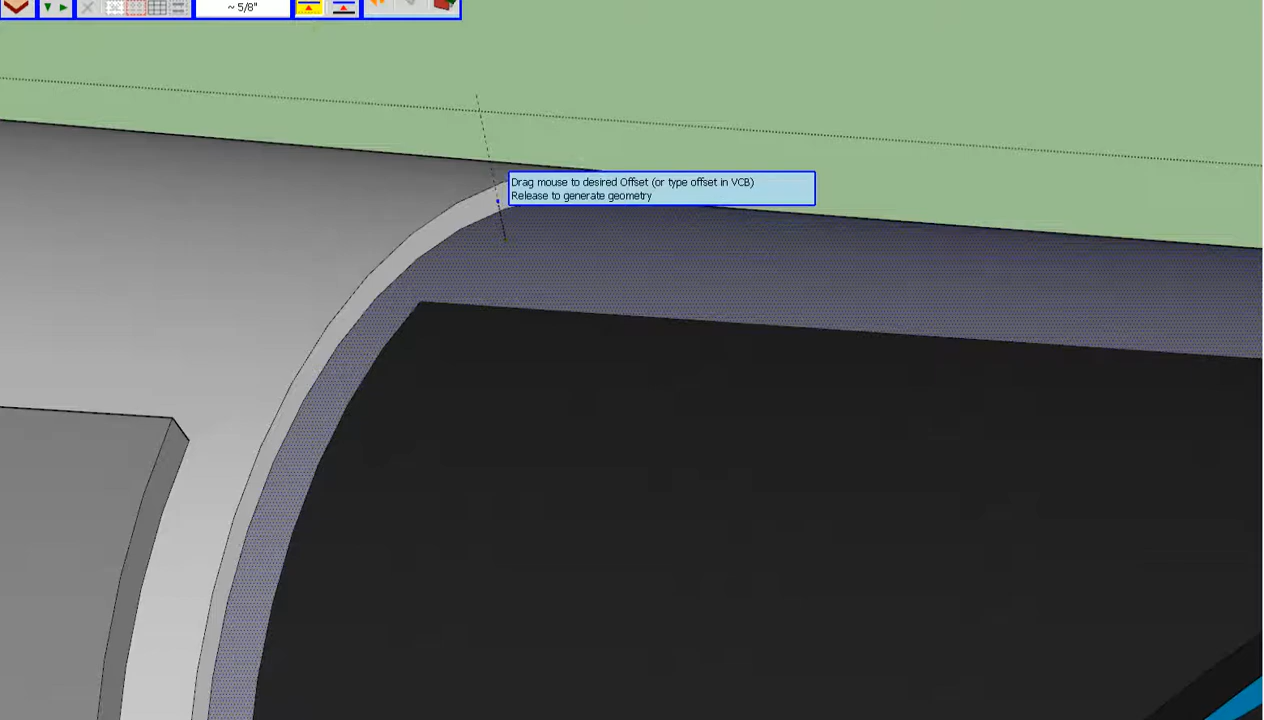 ~ 5/8"
Drag mouse to desired Offset (or type offset in VCB)
Release to generate geometry